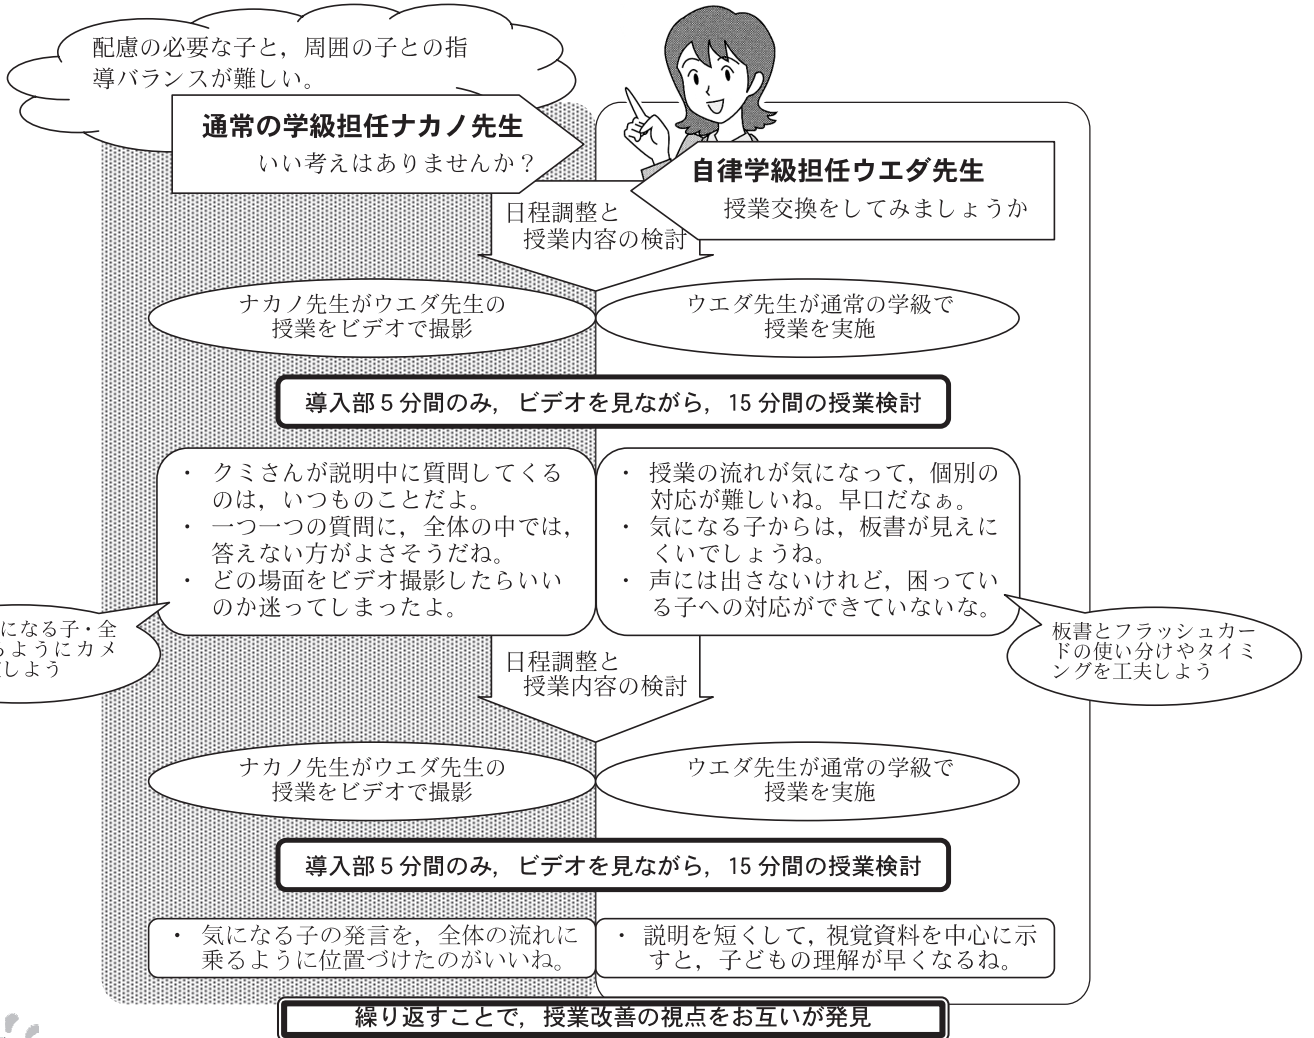 配慮の必要な子と，周囲の子との指
導バランスが難しい。
通常の学級担任ナカノ先生
いい考えはありませんか？
自律学級担任ウエダ先生
授業交換をしてみましょうか
日程調整と
授業内容の検討
ナカノ先生がウエダ先生の
授業をビデオで撮影
ウエダ先生が通常の学級で
授業を実施
導入部５分間のみ，ビデオを見ながら，15 分間の授業検討
・ クミさんが説明中に質問してくる
のは，いつものことだよ。
・ 一つ一つの質問に，全体の中では，
答えない方がよさそうだね。
・ どの場面をビデオ撮影したらいい
のか迷ってしまったよ。
・ 授業の流れが気になって，個別の
対応が難しいね。早口だなぁ。
・ 気になる子からは，板書が見えに
くいでしょうね。
・ 声には出さないけれど，困ってい
る子への対応ができていないな。
になる子・全
ようにカメ
しよう
板書とフラッシュカー
ドの使い分けやタイミ
ングを工夫しよう
日程調整と
授業内容の検討
ナカノ先生がウエダ先生の
授業をビデオで撮影
ウエダ先生が通常の学級で
授業を実施
導入部５分間のみ，ビデオを見ながら，15 分間の授業検討
・ 気になる子の発言を，全体の流れに
乗るように位置づけたのがいいね。
・ 説明を短くして，視覚資料を中心に示
すと，子どもの理解が早くなるね。
繰り返すことで，授業改善の視点をお互いが発見